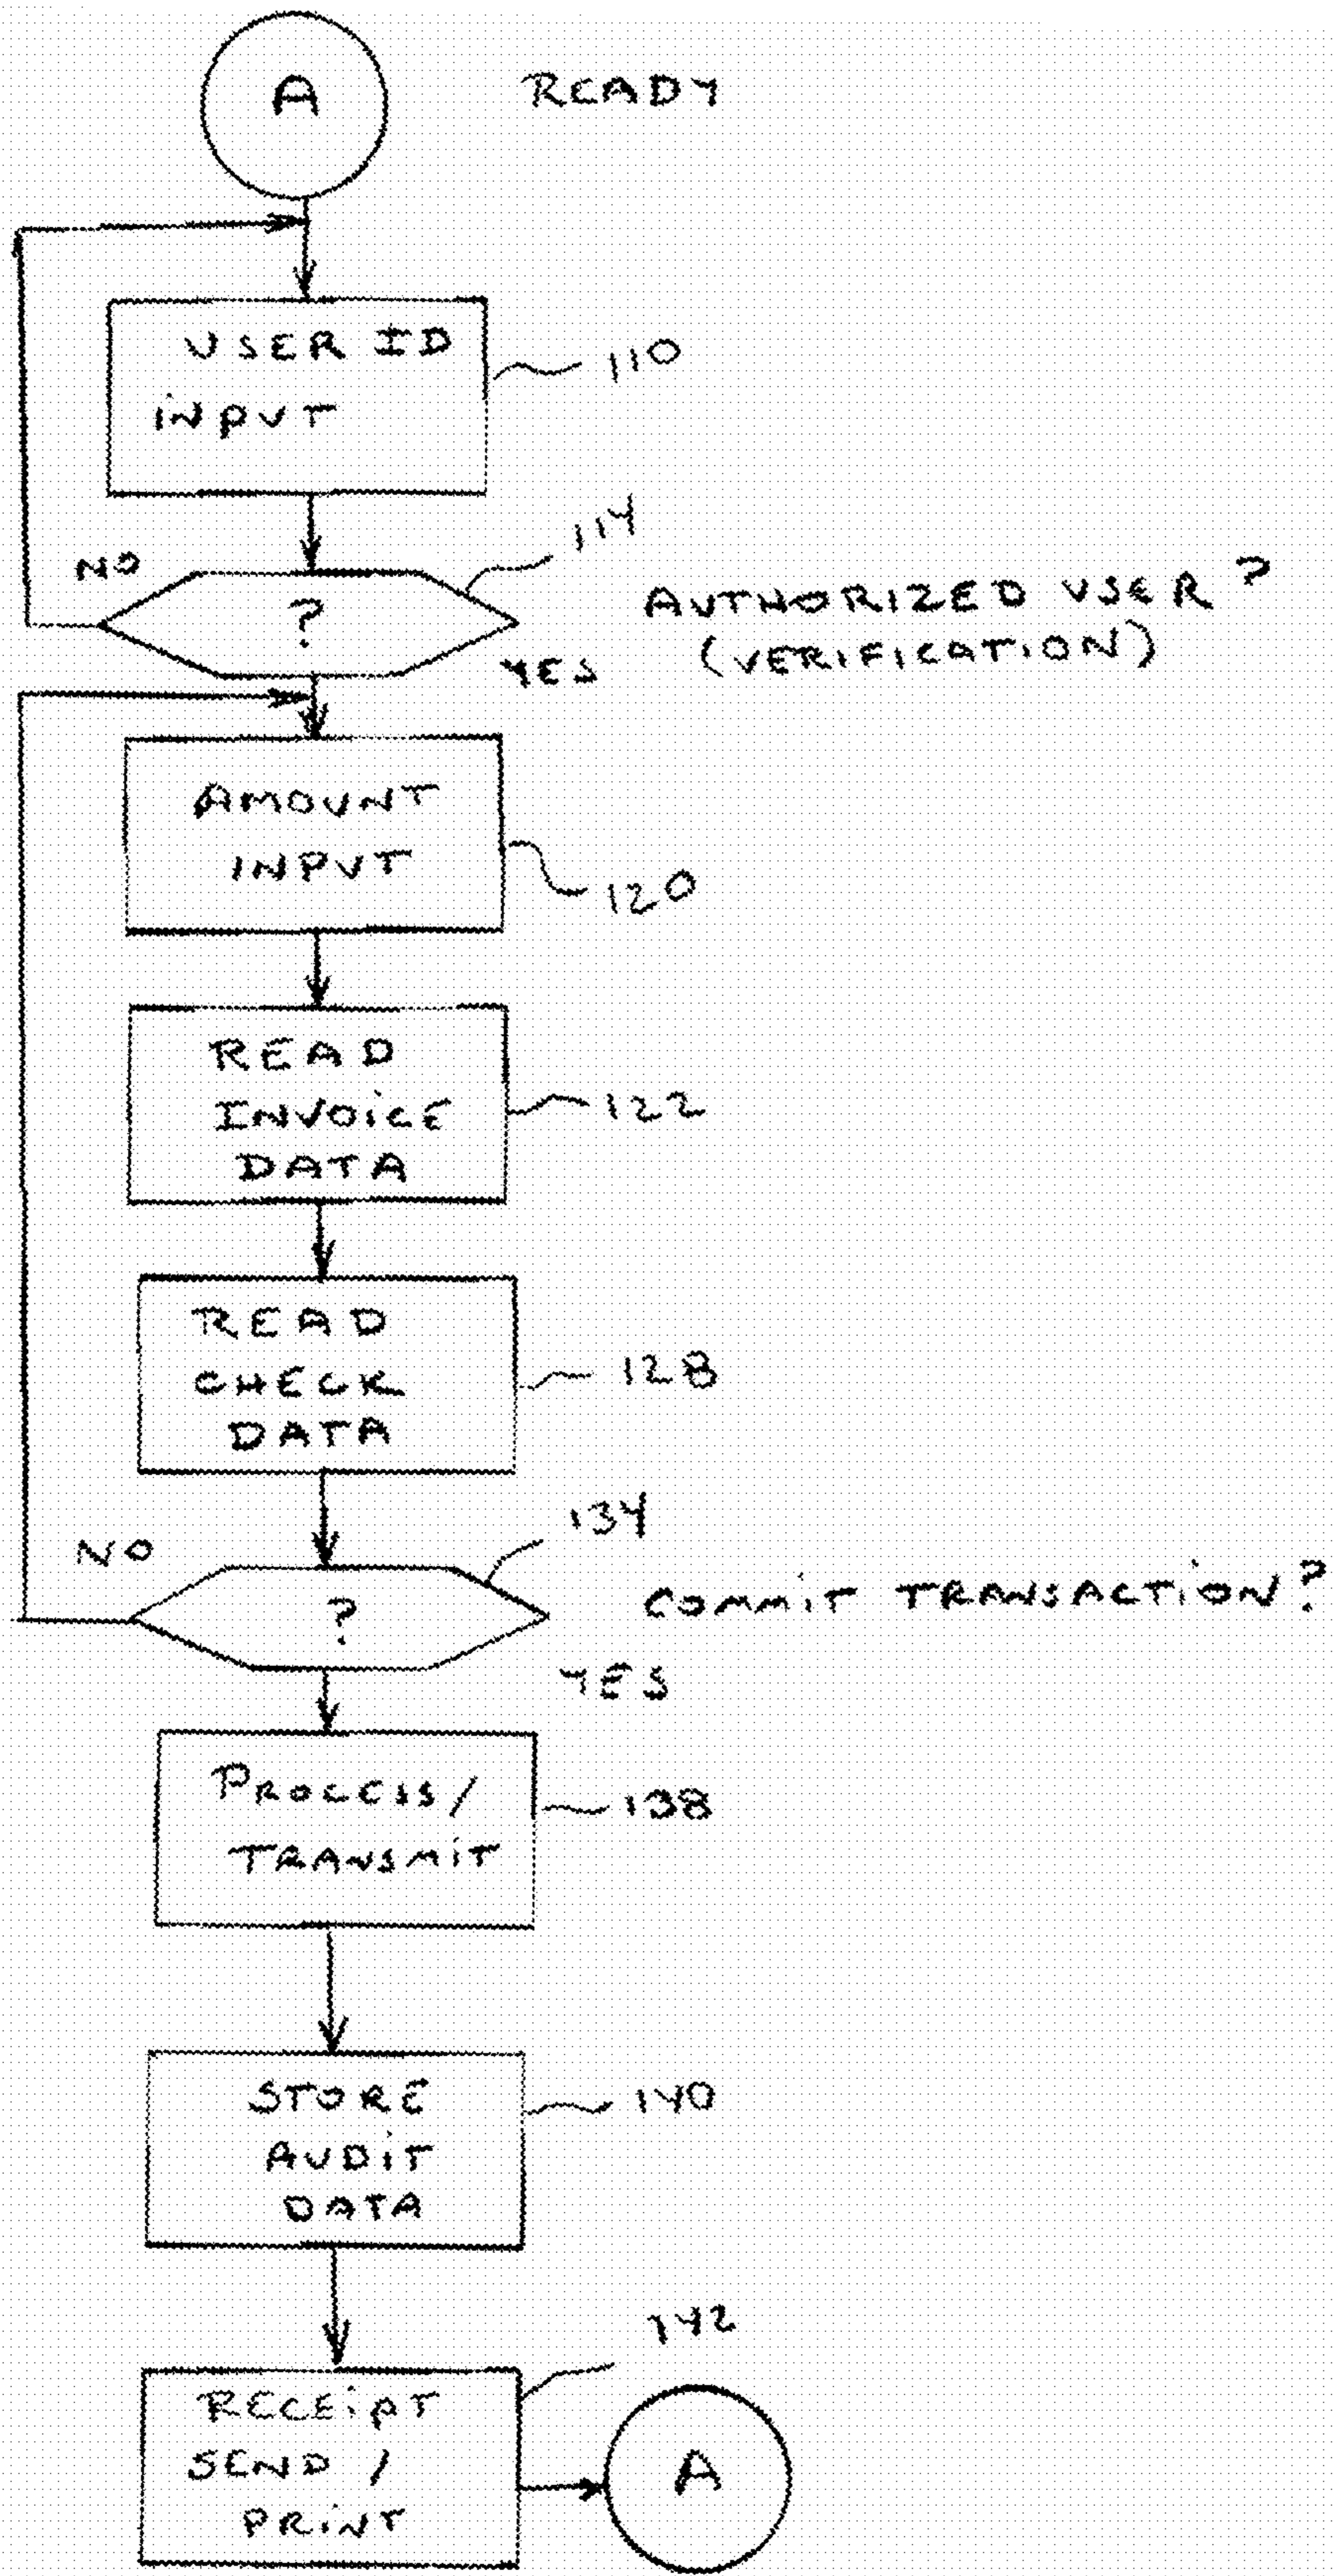 A
READY
USER ID
INPUT
110
114
NO
?
AUTHORIZED USER?
(VERIFICATION)
YES
AMOUNT
INPUT
120
READ
INVOICE
DATA
122
READ
CHECK
DATA
128
134
NO
?
COMMIT TRANSACTION?
YES
PROCESS/
TRANSMIT
138
STORE
AUDIT
DATA
140
142
RECEIPT
SEND/
PRINT
A